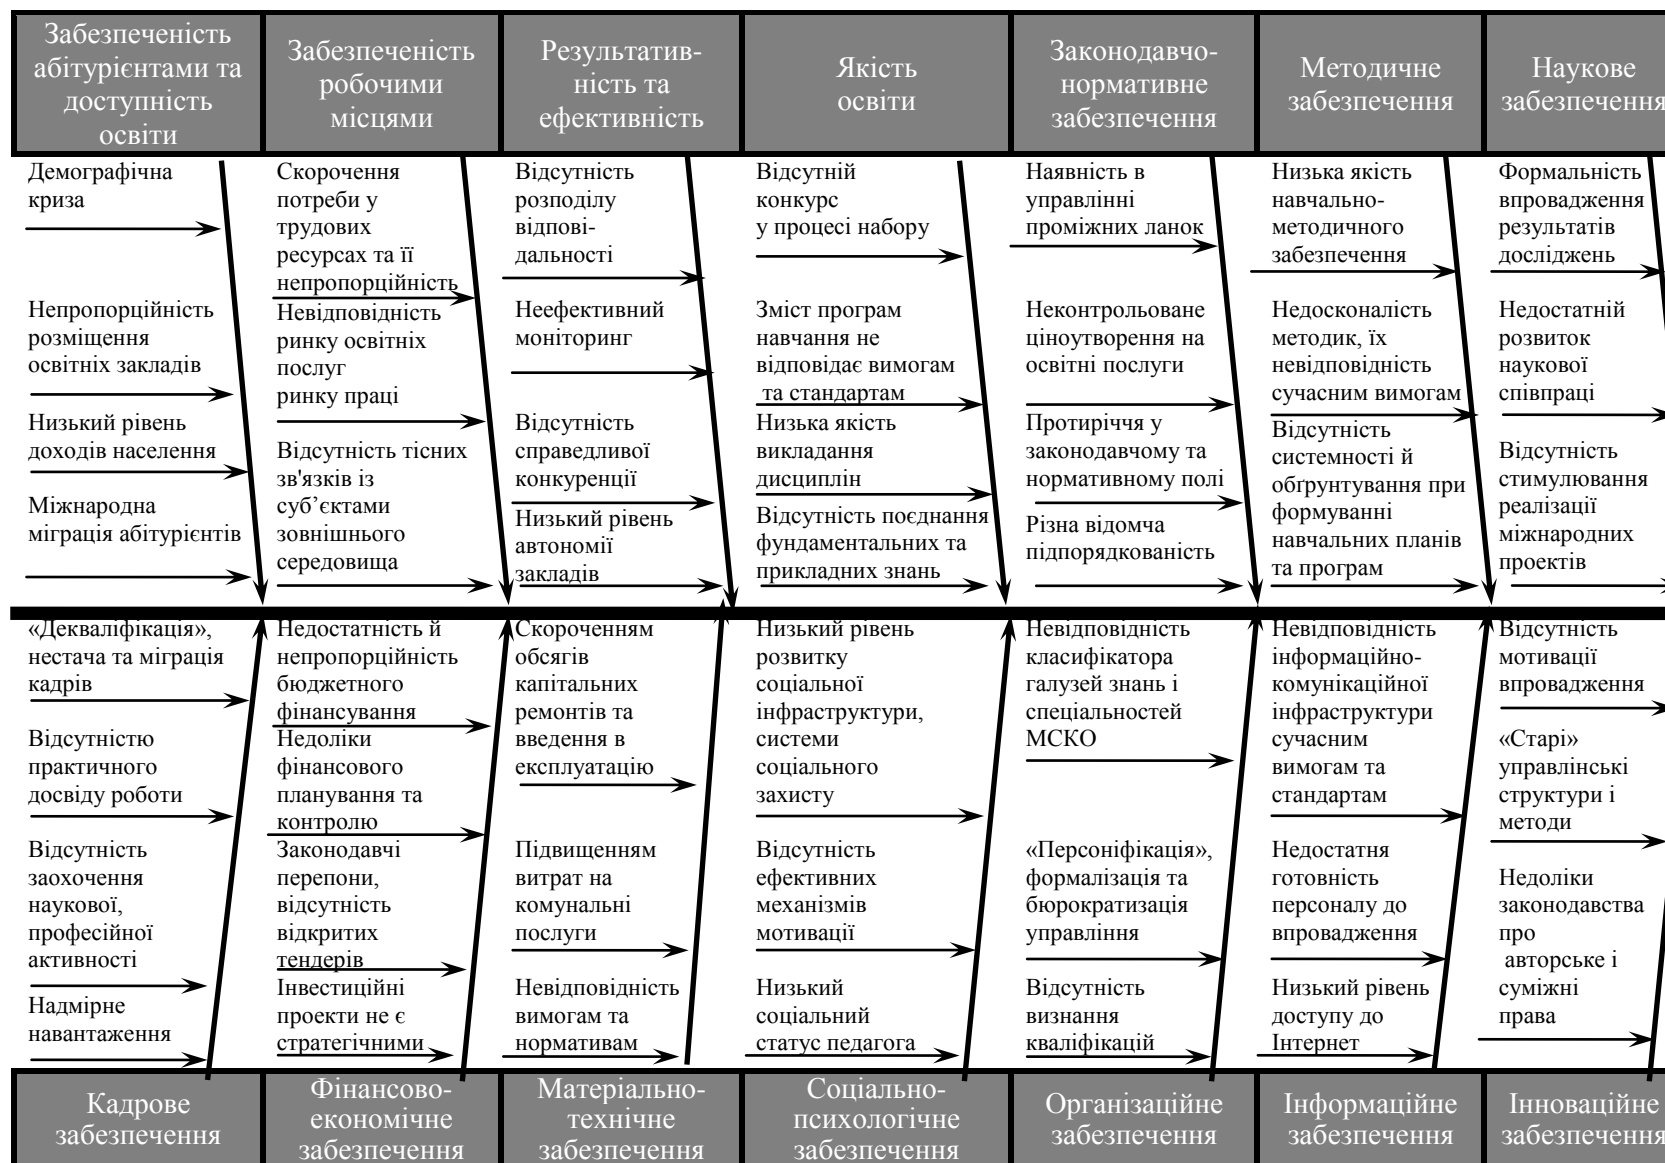 Забезпеченість
абітурієнтами та
доступність
освіти
Забезпеченість
робочими
місцями
Результатив-
ність та
ефективність
Якість
освіти
Законодавчо-
нормативне
забезпечення
Методичне
забезпечення
Наукове
забезпечення
Демографічна
криза
Непропорційність
розміщення
освітніх закладів
Низький рівень
доходів населення
Міжнародна
міграція абітурієнтів
Скорочення
потреби у
трудових
ресурсах та її
непропорційність
Невідповідність
ринку освітніх
послуг
ринку праці
Відсутність тісних
зв'язків із
суб’єктами
зовнішнього
середовища
Відсутність
розподілу
відпові-
дальності
Неефективний
моніторинг
Відсутність
справедливої
конкуренції
Низький рівень
автономії
закладів
Відсутній
конкурс
у процесі набору
Зміст програм
навчання не
відповідає вимогам
та стандартам
Низька якість
викладання
дисциплін
Відсутність поєднання
фундаментальних та
прикладних знань
Наявність в
управлінні
проміжних ланок
Неконтрольоване
ціноутворення на
освітні послуги
Протиріччя у
законодавчому та
нормативному полі
Різна відомча
підпорядкованість
Низька якість
навчально-
методичного
забезпечення
Недосконалість
методик, їх
невідповідність
сучасним вимогам
Відсутність
системності й
обґрунтування при
формуванні
навчальних планів
та програм
Формальність
впровадження
результатів
досліджень
Недостатній
розвиток
наукової
співпраці
Відсутність
стимулювання
реалізації
міжнародних
проектів
«Декваліфікація»,
нестача та міграція
кадрів
Відсутністю
практичного
досвіду роботи
Відсутність
заохочення
наукової,
професійної
активності
Надмірне
навантаження
Недостатність й
непропорційність
бюджетного
фінансування
Недоліки
фінансового
планування та
контролю
Законодавчі
перепони,
відсутність
відкритих
тендерів
Інвестиційні
проекти не є
стратегічними
Скороченням
обсягів
капітальних
ремонтів та
введення в
експлуатацію
Підвищенням
витрат на
комунальні
послуги
Невідповідність
вимогам та
нормативам
Низький рівень
розвитку
соціальної
інфраструктури,
системи
соціального
захисту
Відсутність
ефективних
механізмів
мотивації
Низький
соціальний
статус педагога
Невідповідність
класифікатора
галузей знань і
спеціальностей
МСКО
«Персоніфікація»,
формалізація та
бюрократизація
управління
Відсутність
визнання
кваліфікацій
Невідповідність
інформаційно-
комунікаційної
інфраструктури
сучасним
вимогам та
стандартам
Недостатня
готовність
персоналу до
впровадження
Низький рівень
доступу до
Інтернет
Відсутність
мотивації
впровадження
«Старі»
управлінські
структури і
методи
Недоліки
законодавства
про
авторське і
суміжні
права
Кадрове
забезпечення
Фінансово-
економічне
забезпечення
Матеріально-
технічне
забезпечення
Соціально-
психологічне
забезпечення
Організаційне
забезпечення
Інформаційне
забезпечення
Інноваційне
забезпечення